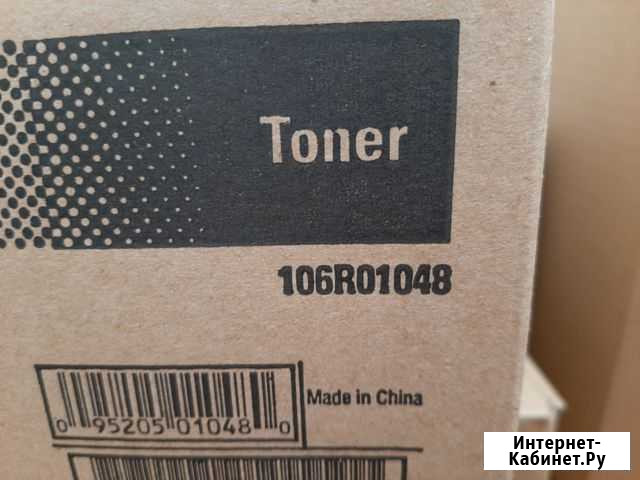 Toner
106R01048
Made in China
0 95205 01048 0
Интернет-
Кабинет.Ру